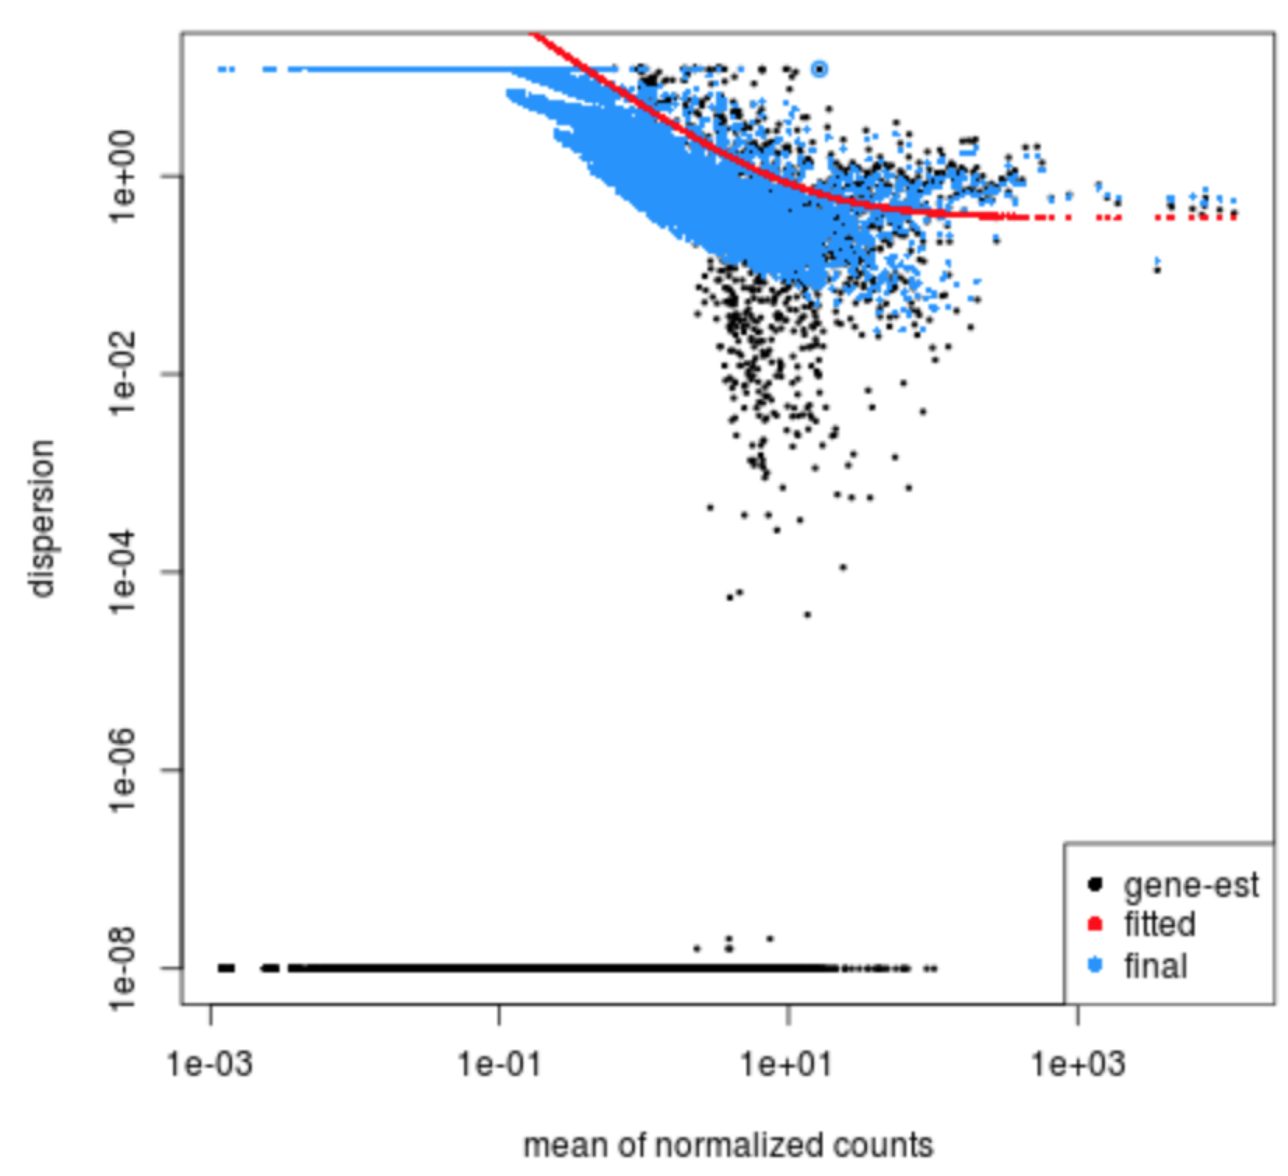 dispersion
1e+00
1e-02
1e-04
1e-06
1e-08
gene-est
fitted
final
1e-03
1e-01
1e+01
1e+03
mean of normalized counts